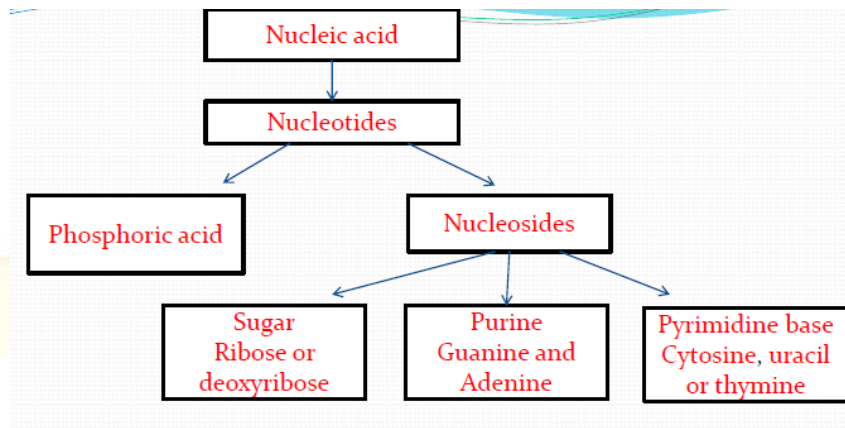 Nucleic acid
Nucleotides
Phosphoric acid
Nucleosides
Sugar
Ribose or
deoxyribose
Purine
Guanine and
Adenine
Pyrimidine base
Cytosine, uracil
or thymine